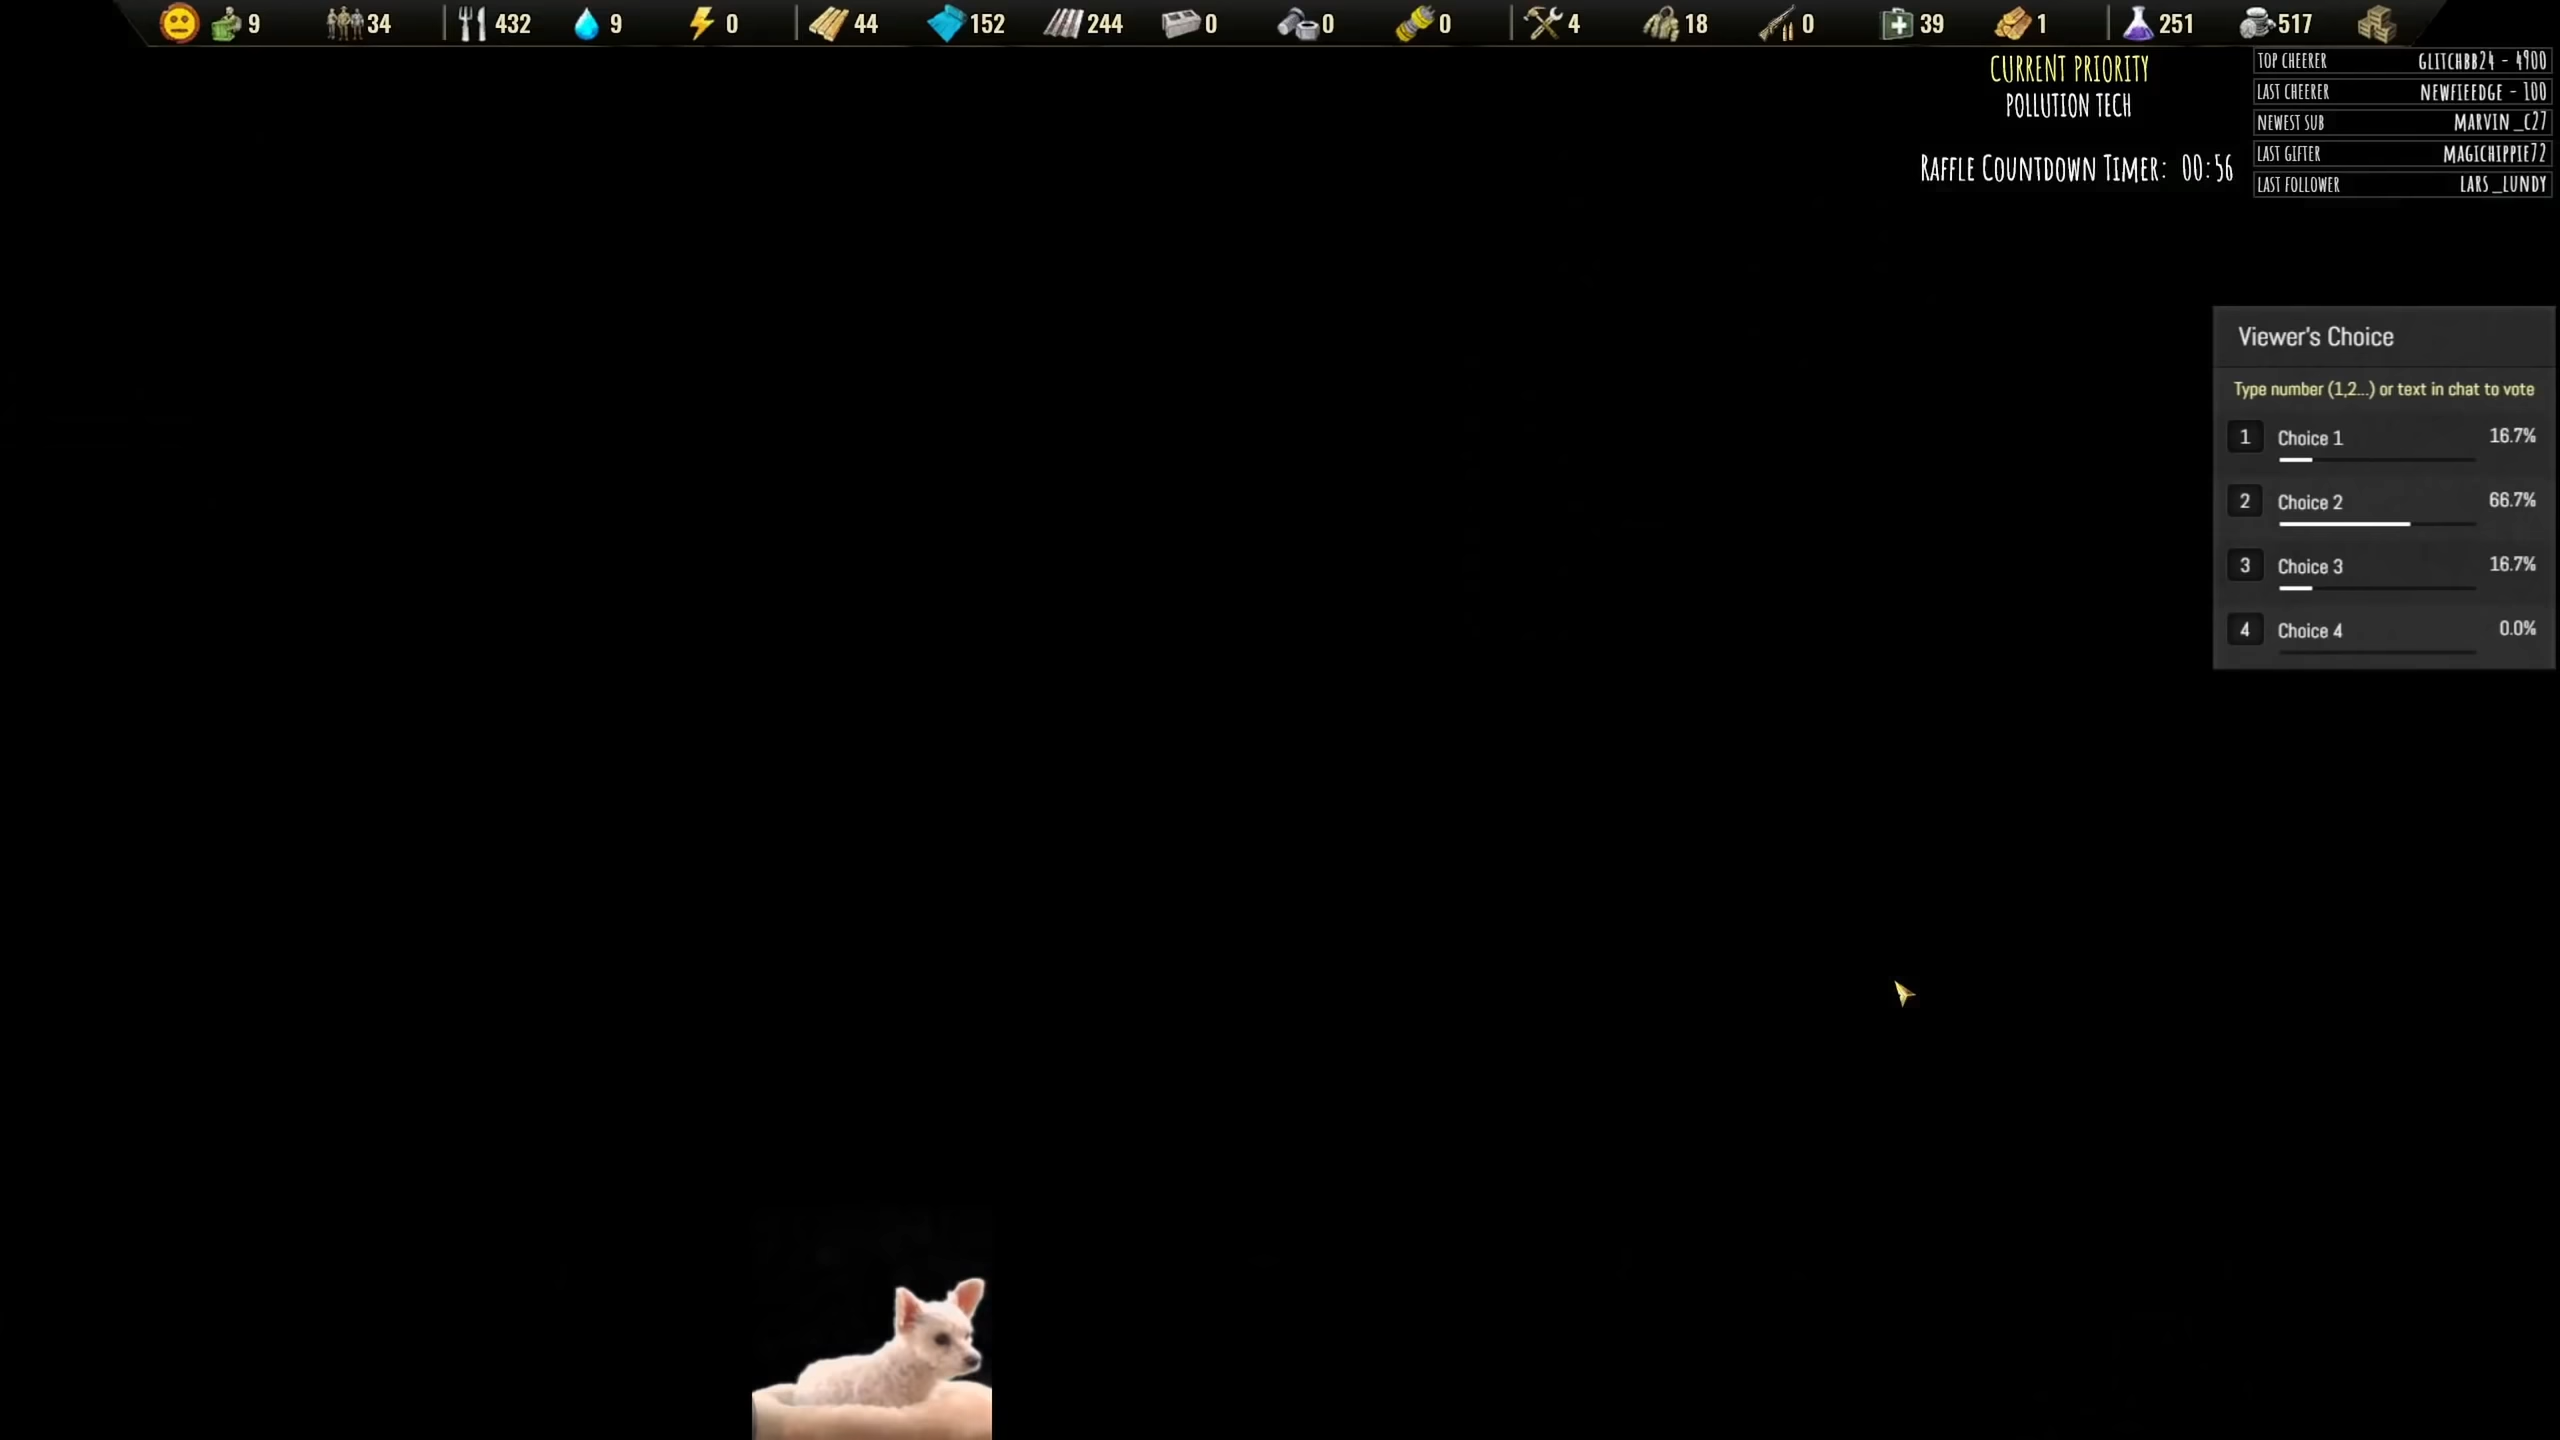 9 34 432 9 0 44 152 244 0 0 0 4 18 0 39 1 251 517
CURRENT PRIORITY
POLLUTION TECH
RAFFLE COUNTDOWN TIMER: 00:56
TOP CHEERER GLITCHBB24 - 4900
LAST CHEERER NEWFIEEDGE - 100
NEWEST SUB MARVIN_C27
LAST GIFTER MAGICHIPPIE72
LAST FOLLOWER LARS_LUNDY
Viewer's Choice
Type number (1,2...) or text in chat to vote
1 Choice 1 16.7%
2 Choice 2 66.7%
3 Choice 3 16.7%
4 Choice 4 0.0%